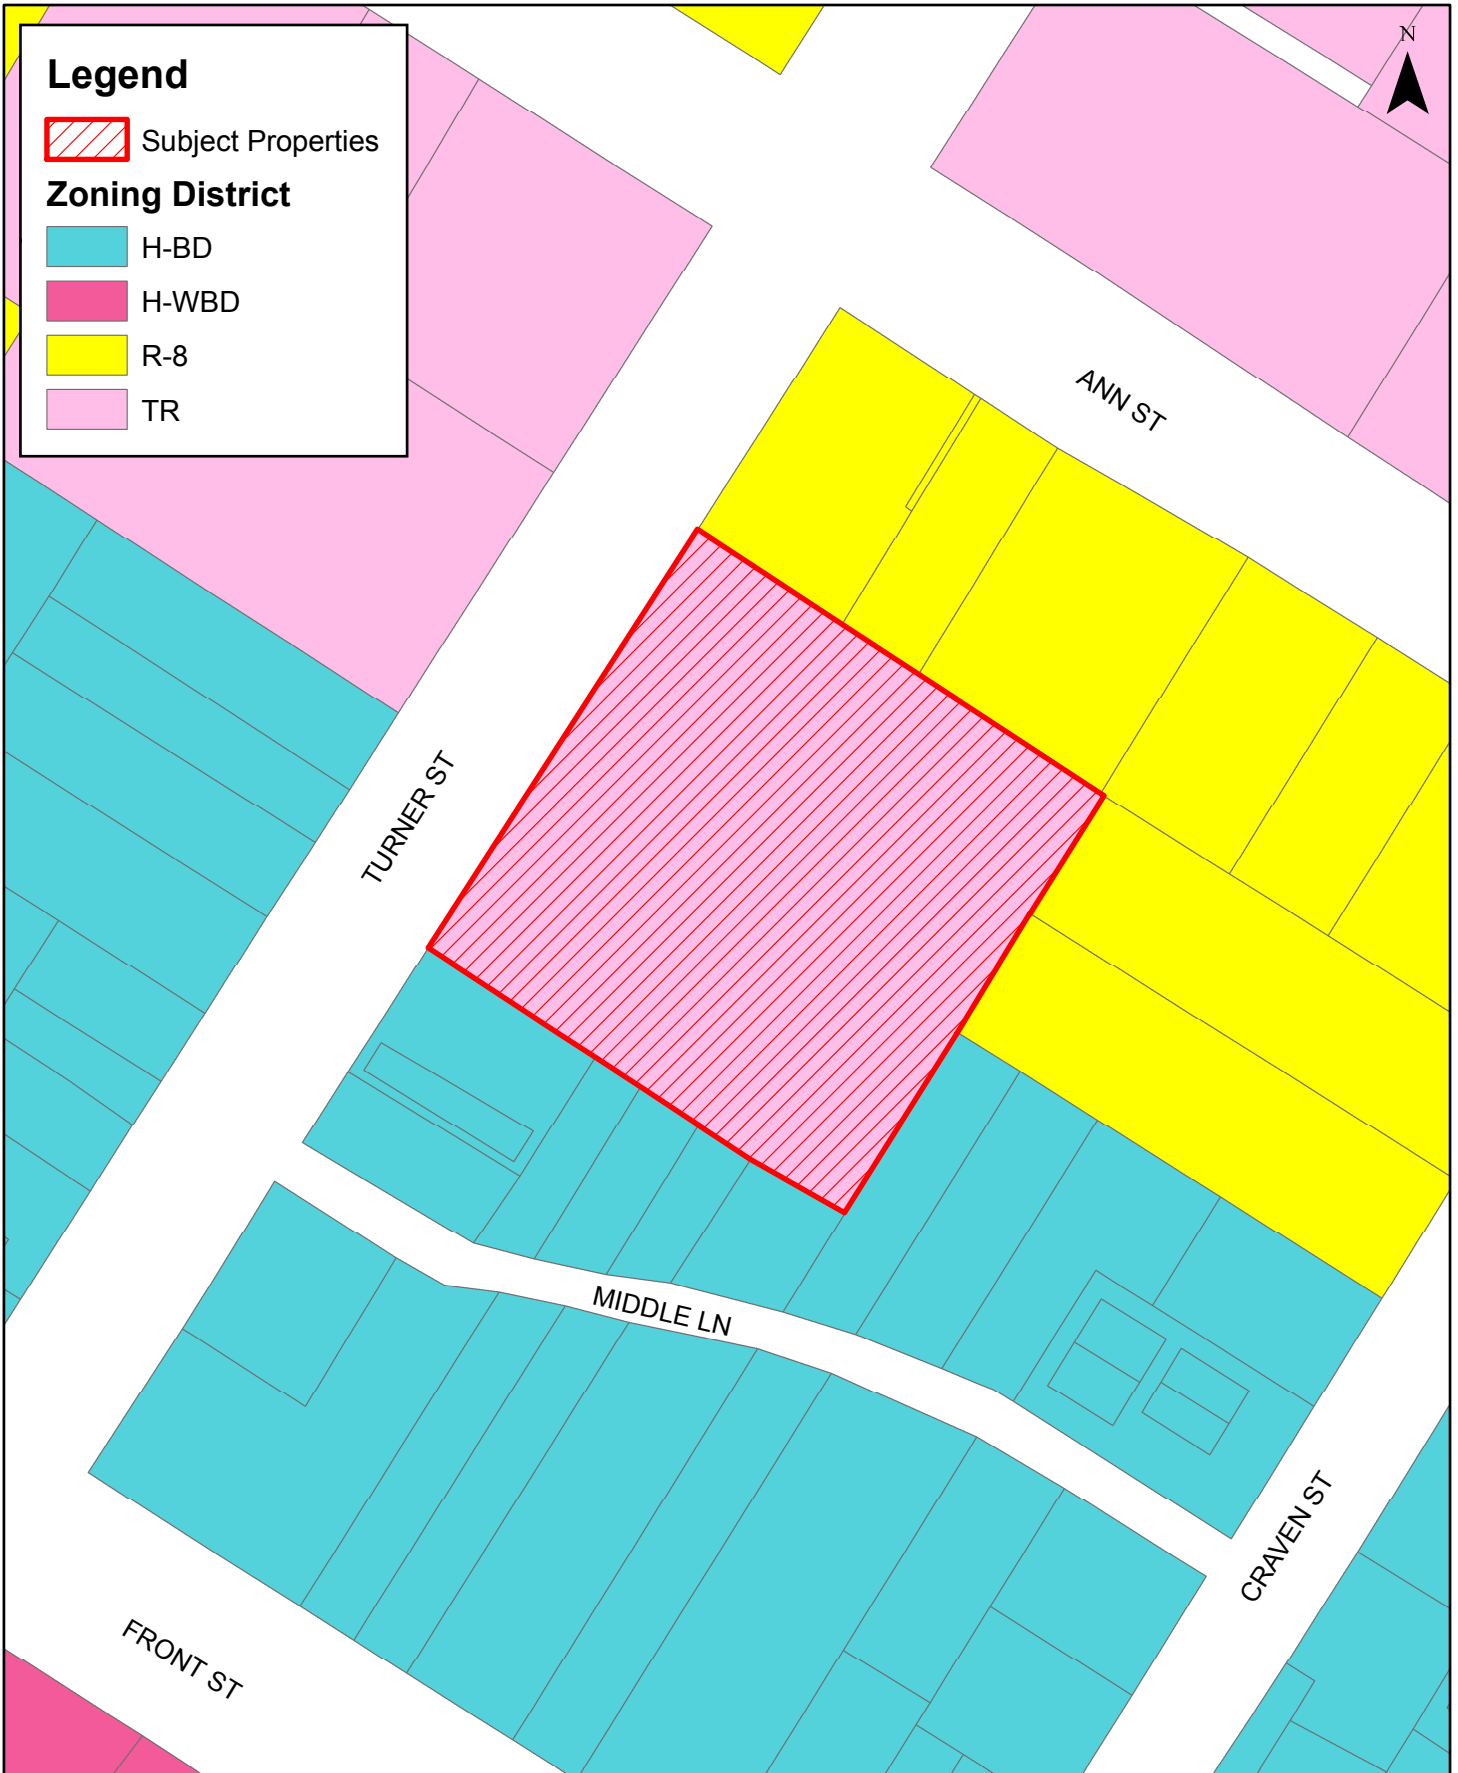 Legend
Subject Properties
Zoning District
H-BD
H-WBD
R-8
TR
N
ANN ST
TURNER ST
MIDDLE LN
CRAVEN ST
FRONT ST